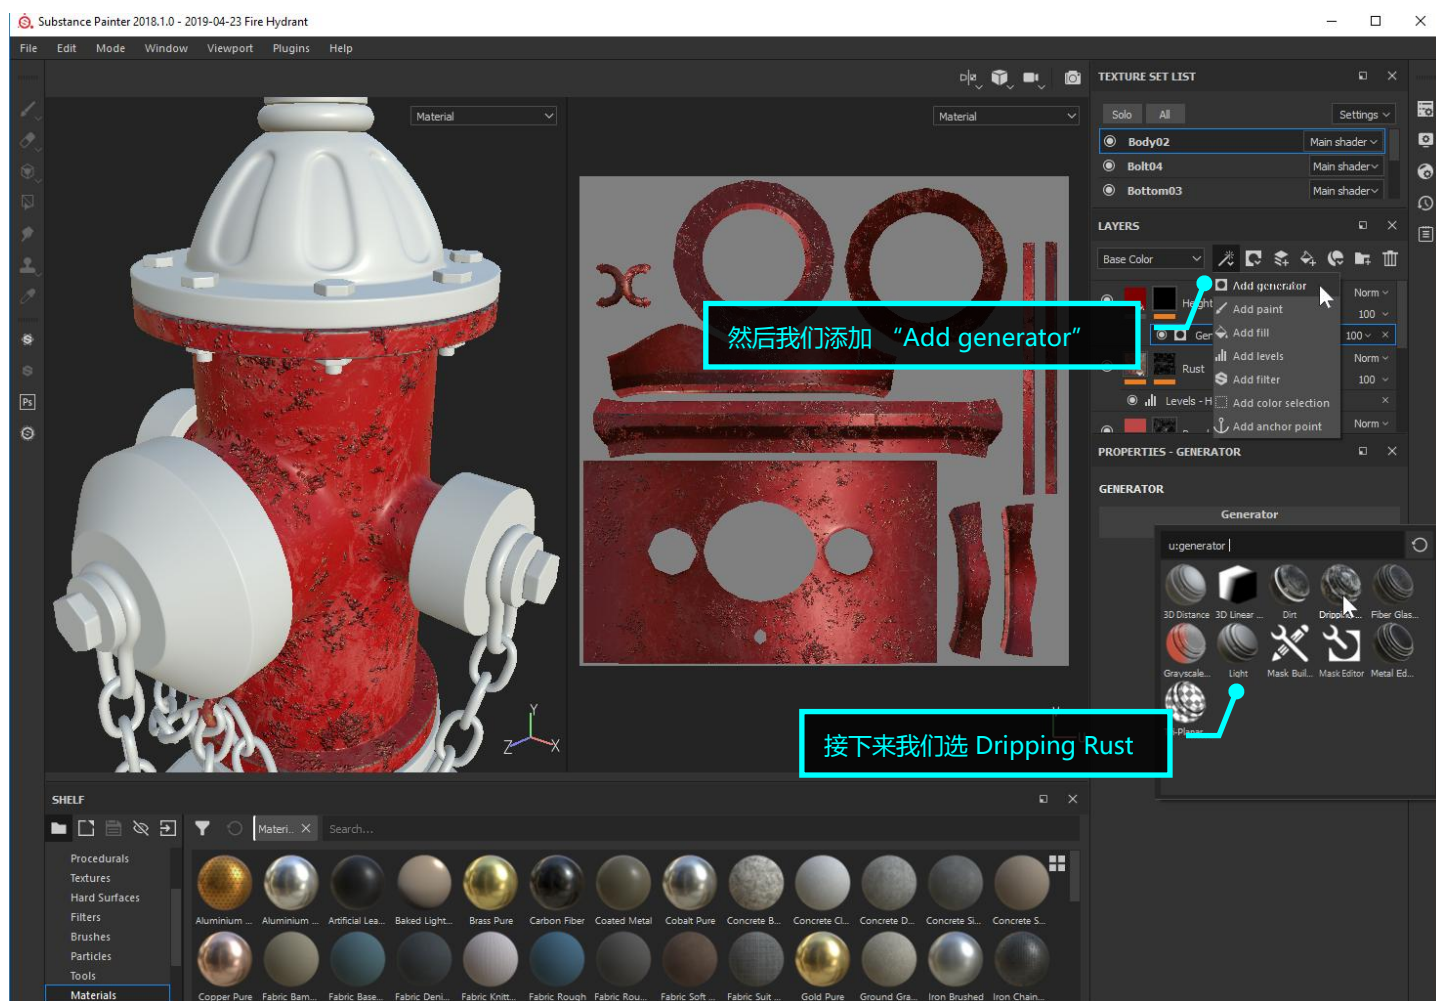 Substance Painter 2018.1.0 - 2019-04-23 Fire Hydrant
File Edit Mode Window Viewport Plugins Help
Material
Material
TEXTURE SET LIST
Solo All Settings
Body02 Main shader
Bolt04 Main shader
Bottom03 Main shader
LAYERS
Base Color
Height Norm
100
Gen 100
Rust Norm
100
Levels - H
Norm
Add generator
Add paint
Add fill
Add levels
Add filter
Add color selection
Add anchor point
然后我们添加 “Add generator”
PROPERTIES - GENERATOR
GENERATOR
Generator
u:generator
3D Distance 3D Linear ... Dirt Dripping ... Fiber Glas...
Grayscale... Light Mask Buil... Mask Editor Metal Ed...
接下来我们选 Dripping Rust
Y
Z X
SHELF
Materi.. Search...
Procedurals
Textures
Hard Surfaces
Filters
Brushes
Particles
Tools
Materials
Ps
Aluminium ... Aluminium ... Artificial Lea... Baked Light... Brass Pure Carbon Fiber Coated Metal Cobalt Pure Concrete B... Concrete Cl... Concrete D... Concrete Si... Concrete S...
Copper Pure Fabric Bam... Fabric Base... Fabric Deni... Fabric Knitt... Fabric Rough Fabric Rou... Fabric Soft ... Fabric Suit ... Gold Pure Ground Gra... Iron Brushed Iron Chain...